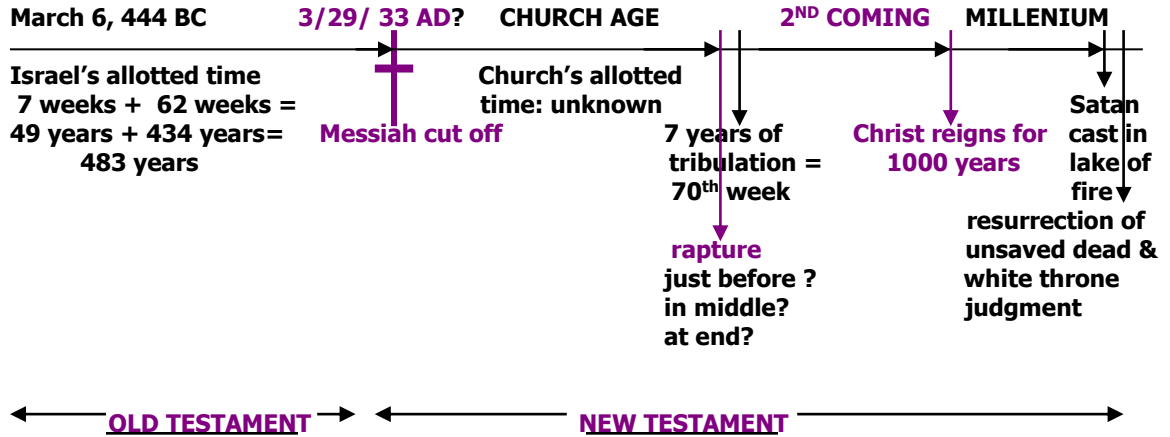 March 6, 444 BC
3/29/ 33 AD?
CHURCH AGE
2ND COMING
MILLENIUM
Israel's allotted time
7 weeks + 62 weeks =
49 years + 434 years=
483 years
Messiah cut off
Church's allotted
time: unknown
7 years of
tribulation =
70th week
rapture
just before ?
in middle?
at end?
Christ reigns for
1000 years
Satan
cast in
lake of
fire
resurrection of
unsaved dead &
white throne
judgment
OLD TESTAMENT
NEW TESTAMENT